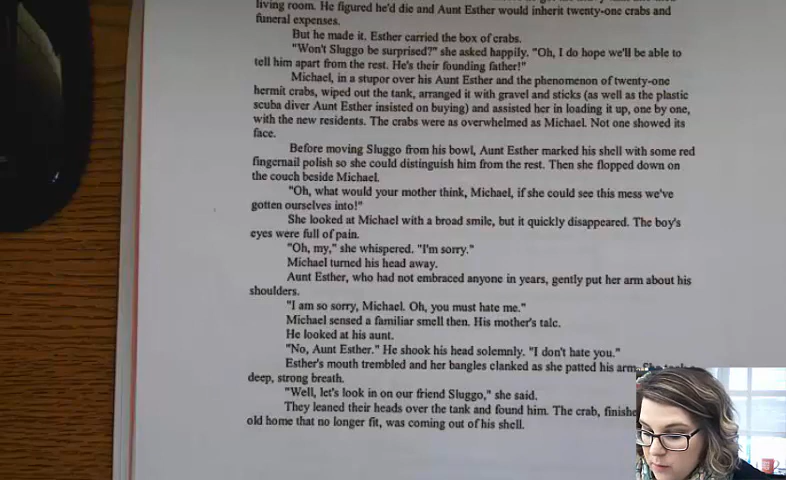 living room. He figured he'd die and Aunt Esther would inherit twenty-one crabs and
funeral expenses.
But he made it. Esther carried the box of crabs.
"Won't Sluggo be surprised?" she asked happily. "Oh, I do hope we'll be able to
tell him apart from the rest. He's their founding father!"
Michael, in a stupor over his Aunt Esther and the phenomenon of twenty-one
hermit crabs, wiped out the tank, arranged it with gravel and sticks (as well as the plastic
scuba diver Aunt Esther insisted on buying) and assisted her in loading it up, one by one,
with the new residents. The crabs were as overwhelmed as Michael. Not one showed its
face.
Before moving Sluggo from his bowl, Aunt Esther marked his shell with some red
fingernail polish so she could distinguish him from the rest. Then she flopped down on
the couch beside Michael.
"Oh, what would your mother think, Michael, if she could see this mess we've
gotten ourselves into!"
She looked at Michael with a broad smile, but it quickly disappeared. The boy's
eyes were full of pain.
"Oh, my," she whispered. "I'm sorry."
Michael turned his head away.
Aunt Esther, who had not embraced anyone in years, gently put her arm about his
shoulders.
"I am so sorry, Michael. Oh, you must hate me."
Michael sensed a familiar smell then. His mother's talc.
He looked at his aunt.
"No, Aunt Esther." He shook his head solemnly. "I don't hate you."
Esther's mouth trembled and her bangles clanked as she patted his arm.
deep, strong breath.
"Well, let's look in on our friend Sluggo," she said.
They leaned their heads over the tank and found him. The crab,
old home that no longer fit, was coming out of his shell.